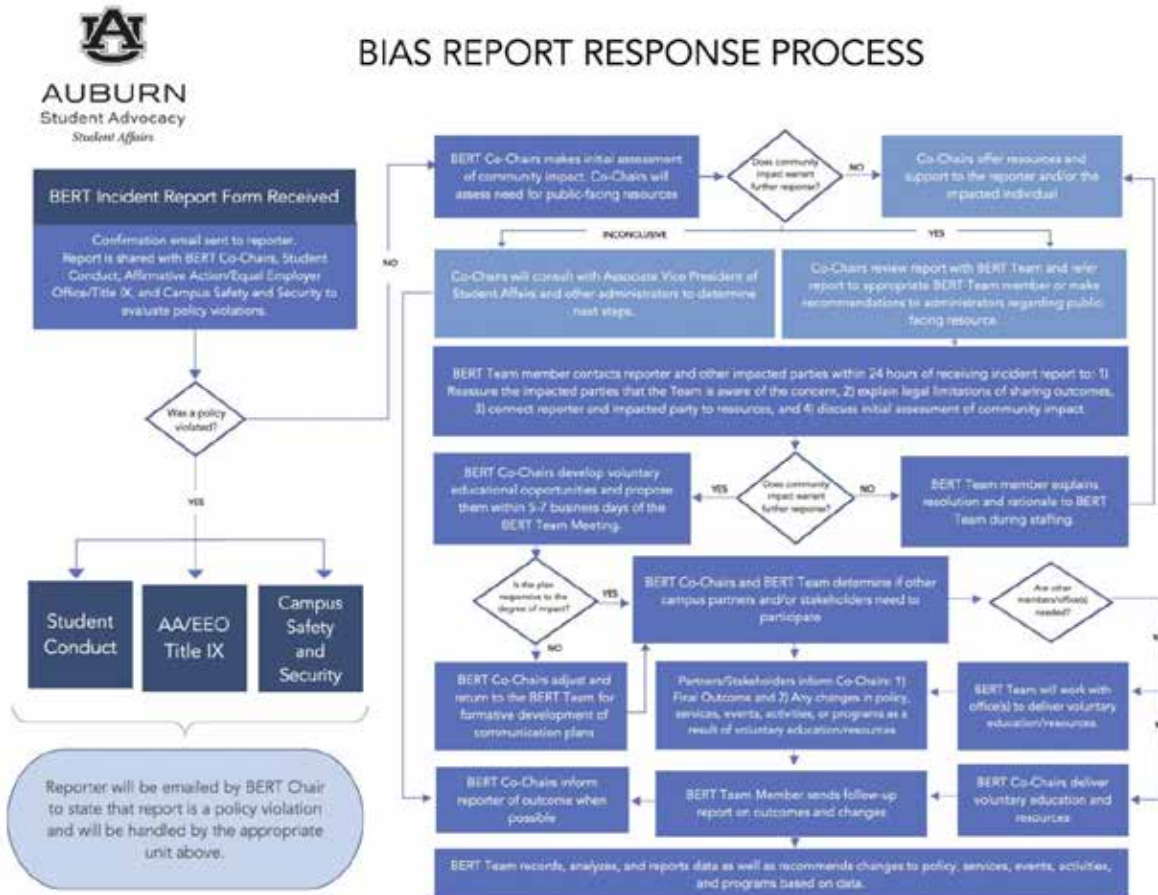 AUBURN
Student Advocacy
Student Affairs
BIAS REPORT RESPONSE PROCESS
BERT Incident Report Form Received
Confirmation email sent to reporter.
Report is shared with BERT Co-Chairs, Student
Conduct, Affirmative Action/Equal Employer
Office/Title IX, and Campus Safety and Security to
evaluate policy violations.
Was a policy
violated?
NO
YES
Student
Conduct
AA/EEO
Title IX
Campus
Safety
and
Security
Reporter will be emailed by BERT Chair
to state that report is a policy violation
and will be handled by the appropriate
unit above.
BERT Co-Chairs makes initial assessment
of community impact. Co-Chairs will
assess need for public-facing resources
Does community
impact warrant
further response?
NO
Co-Chairs offer resources and
support to the reporter and/or the
impacted individual
INCONCLUSIVE
YES
Co-Chairs will consult with Associate Vice President of
Student Affairs and other administrators to determine
next steps.
Co-Chairs review report with BERT Team and refer
report to appropriate BERT Team member or make
recommendations to administrators regarding public
facing resource.
BERT Team member contacts reporter and other impacted parties within 24 hours of receiving incident report to: 1)
Reassure the impacted parties that the Team is aware of the concern, 2) explain legal limitations of sharing outcomes,
3) connect reporter and impacted party to resources, and 4) discuss initial assessment of community impact.
BERT Co-Chairs develop voluntary
educational opportunities and propose
them within 5-7 business days of the
BERT Team Meeting.
YES
Does community
impact warrant
further response?
NO
BERT Team member explains
resolution and rationale to BERT
Team during staffing.
Is the plan
responsive to the
degree of impact?
YES
NO
BERT Co-Chairs and BERT Team determine if other
campus partners and/or stakeholders need to
participate
Are other
members/office(s)
needed?
BERT Co-Chairs adjust and
return to the BERT Team for
formative development of
communication plans
Partners/Stakeholders inform Co-Chairs: 1)
Final Outcome and 2) Any changes in policy,
services, events, activities, or programs as a
result of voluntary education/resources
BERT Team will work with
office(s) to deliver voluntary
education/resources
BERT Co-Chairs inform
reporter of outcome when
possible
BERT Team Member sends follow-up
report on outcomes and changes
BERT Co-Chairs deliver
voluntary education and
resources
BERT Team records, analyzes, and reports data as well as recommends changes to policy, services, events, activities,
and programs based on data.